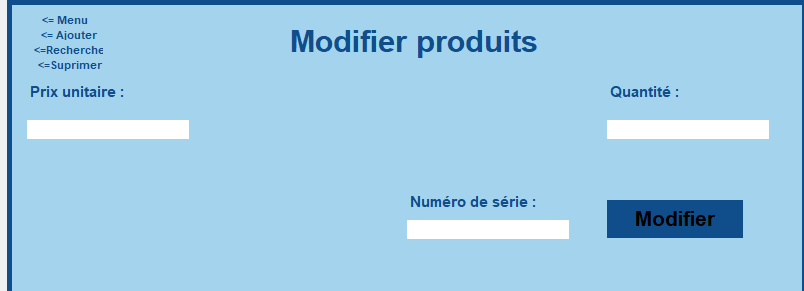 <= Menu
<= Ajouter
<=Recherche
<=Suprimer
Modifier produits
Prix unitaire :
Quantité :
Numéro de série :
Modifier